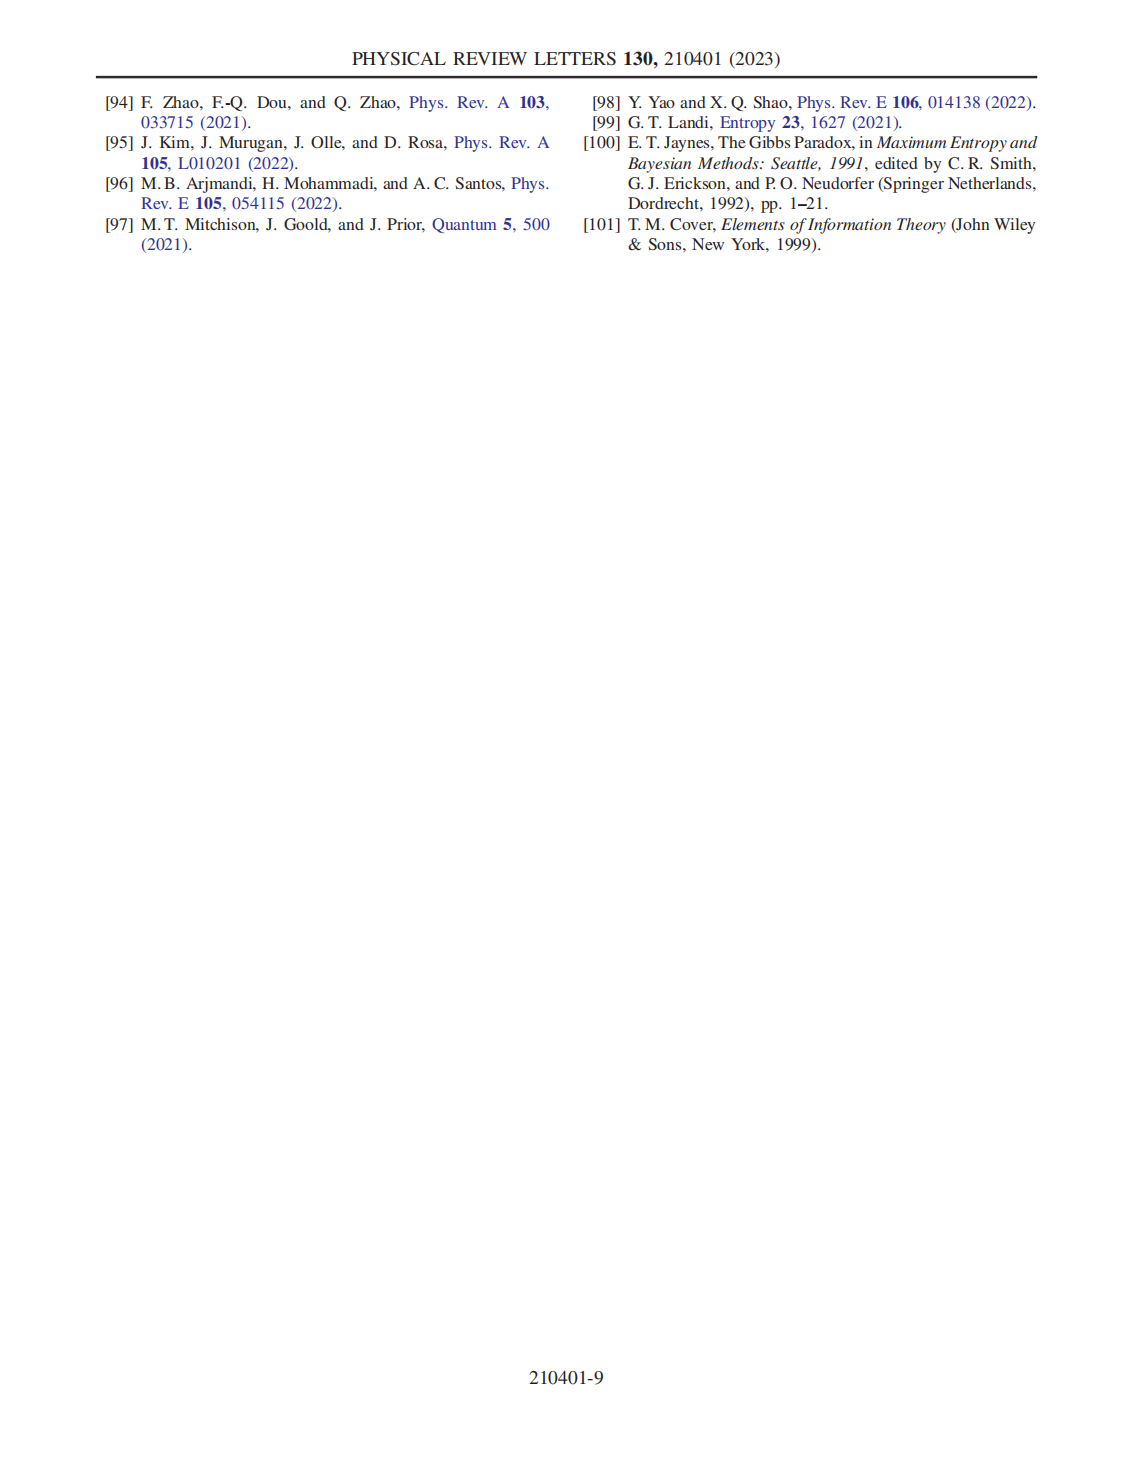 PHYSICAL REVIEW LETTERS 130, 210401 (2023)
[94] F. Zhao, F.-Q. Dou, and Q. Zhao, Phys. Rev. A 103,
033715 (2021).
[95] J. Kim, J. Murugan, J. Olle, and D. Rosa, Phys. Rev. A
105, L010201 (2022).
[96] M. B. Arjmandi, H. Mohammadi, and A. C. Santos, Phys.
Rev. E 105, 054115 (2022).
[97] M. T. Mitchison, J. Goold, and J. Prior, Quantum 5, 500
(2021).
[98] Y. Yao and X. Q. Shao, Phys. Rev. E 106, 014138 (2022).
[99] G. T. Landi, Entropy 23, 1627 (2021).
[100] E. T. Jaynes, The Gibbs Paradox, in Maximum Entropy and
Bayesian Methods: Seattle, 1991, edited by C. R. Smith,
G. J. Erickson, and P. O. Neudorfer (Springer Netherlands,
Dordrecht, 1992), pp. 1–21.
[101] T. M. Cover, Elements of Information Theory (John Wiley
& Sons, New York, 1999).
210401-9